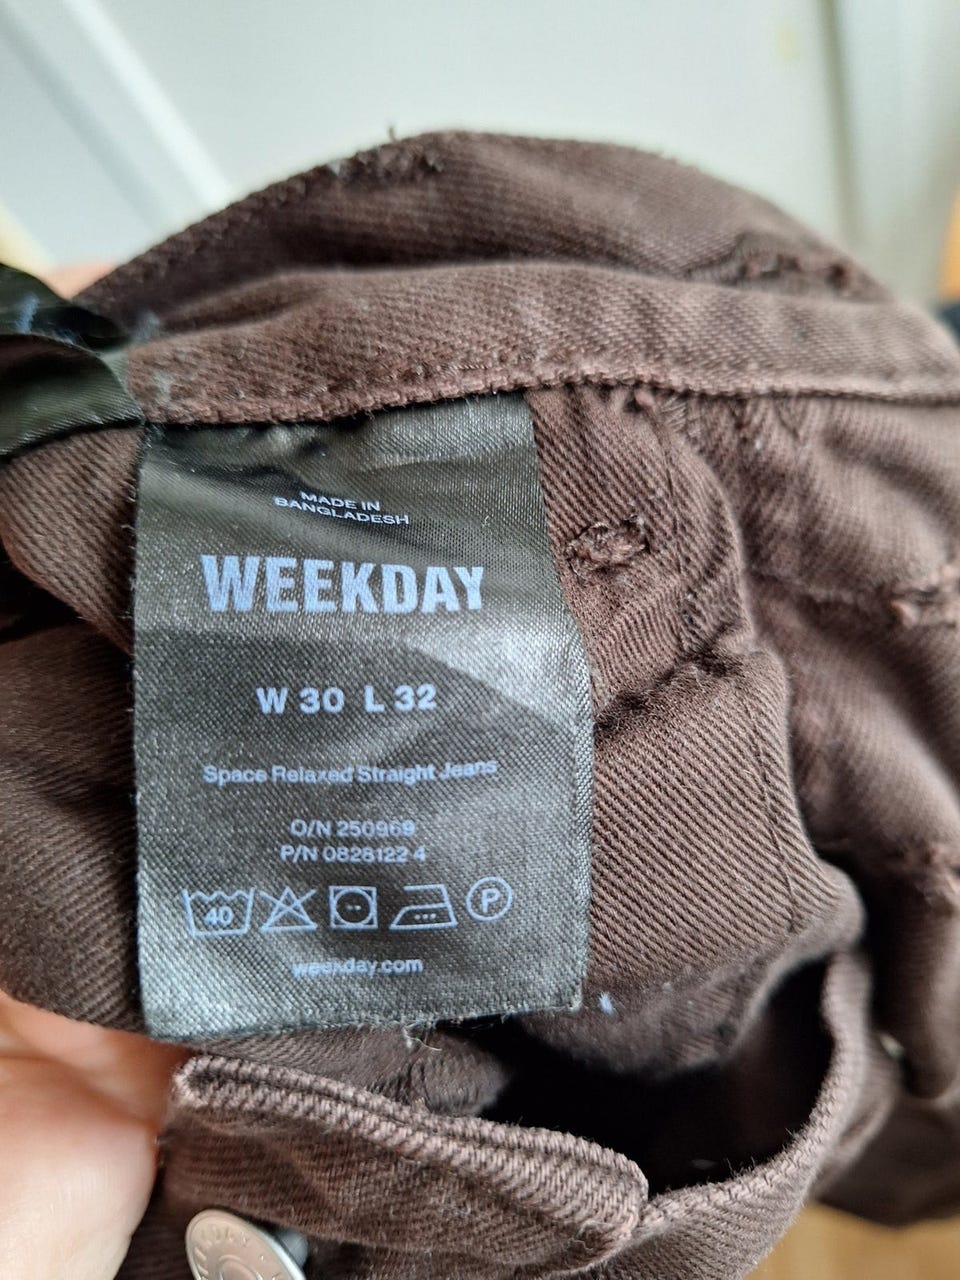 MADE IN
BANGLADESH
WEEKDAY
W 30 L 32
Space Relaxed Straight Jeans
O/N 250969
P/N 0828122 4
40
P
weekday.com